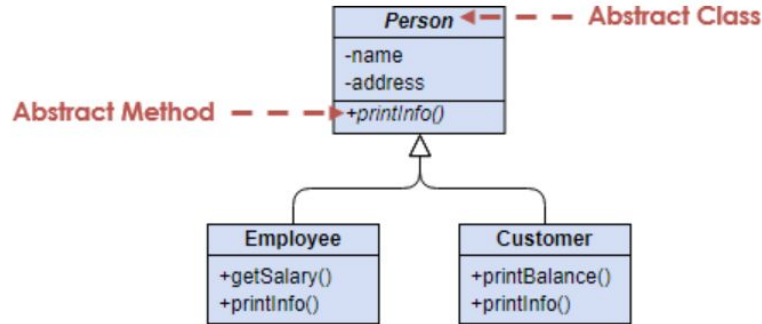 Person
Abstract Class
-name
-address
Abstract Method
+printInfo()
Employee
+getSalary()
+printInfo()
Customer
+printBalance()
+printInfo()